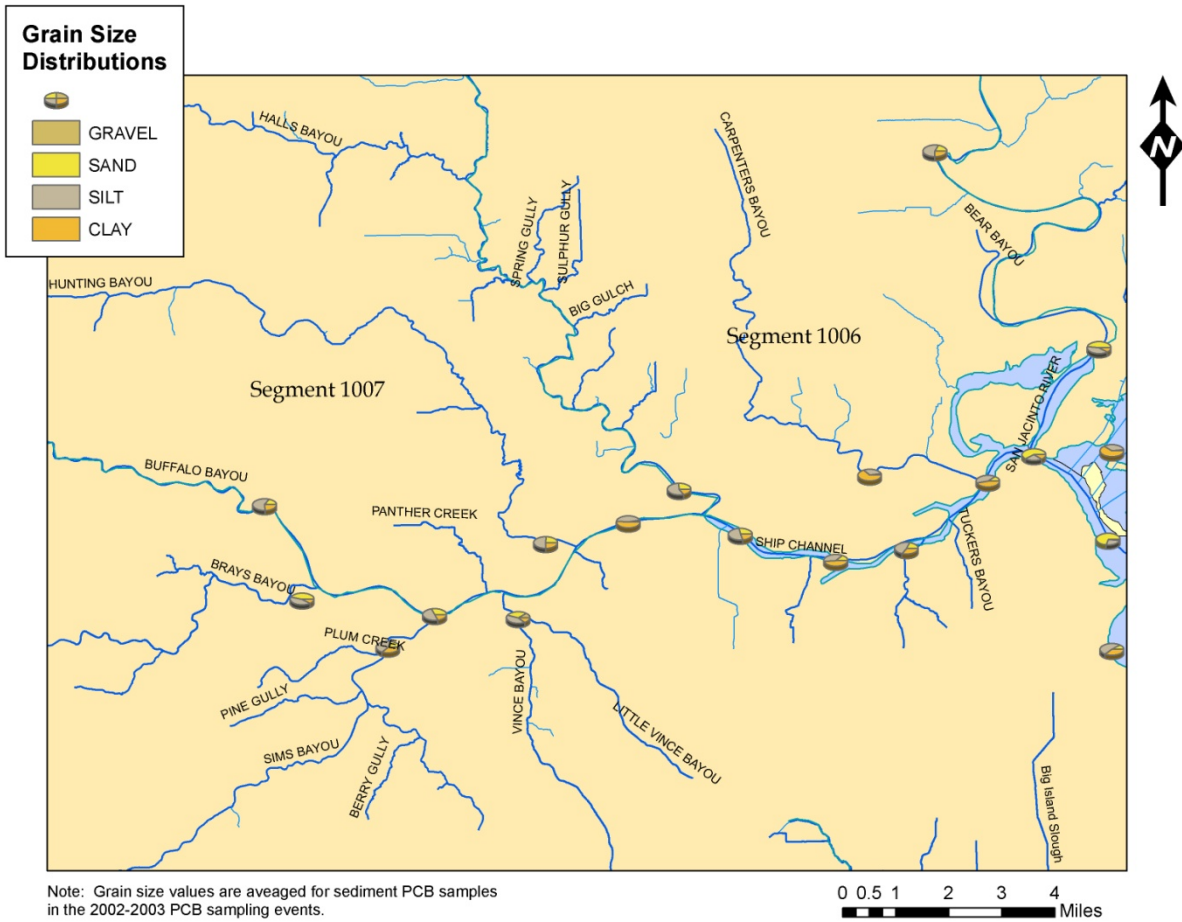 Grain Size
Distributions
GRAVEL
SAND
SILT
CLAY
N
HALLS BAYOU
CARPENTERS BAYOU
SPRING GULLY
SULPHUR GULLY
BEAR BAYOU
HUNTING BAYOU
BIG GULCH
Segment 1006
Segment 1007
SAN JACINTO RIVER
BUFFALO BAYOU
PANTHER CREEK
SHIP CHANNEL
TUCKERS BAYOU
BRAYS BAYOU
PLUM CREEK
PINE GULLY
VINCE BAYOU
LITTLE VINCE BAYOU
SIMS BAYOU
BERRY GULLY
Big Island Slough
Note: Grain size values are aveaged for sediment PCB samples
in the 2002-2003 PCB sampling events.
0 0.5 1 2 3 4
Miles